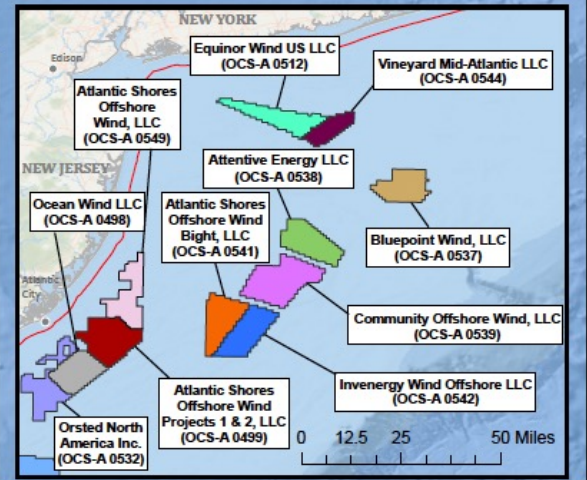 NEW YORK
Edison
NEW JERSEY
Atlantic
City
Equinor Wind US LLC
(OCS-A 0512)
Vineyard Mid-Atlantic LLC
(OCS-A 0544)
Atlantic Shores
Offshore
Wind, LLC
(OCS-A 0549)
Attentive Energy LLC
(OCS-A 0538)
Ocean Wind LLC
(OCS-A 0498)
Atlantic Shores
Offshore Wind
Bight, LLC
(OCS-A 0541)
Bluepoint Wind, LLC
(OCS-A 0537)
Community Offshore Wind, LLC
(OCS-A 0539)
Invenergy Wind Offshore LLC
(OCS-A 0542)
Atlantic Shores
Offshore Wind
Projects 1 & 2, LLC
(OCS-A 0499)
Orsted North
America Inc.
(OCS-A 0532)
0 12.5 25 50 Miles